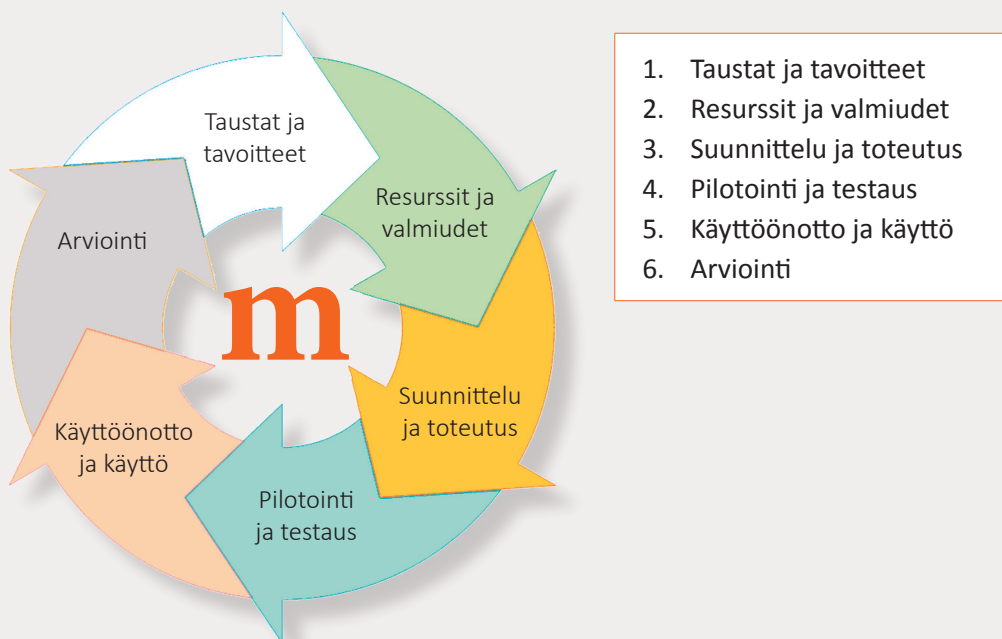 Taustat ja
tavoitteet
Resurssit ja
valmiudet
Suunnittelu
ja toteutus
Pilotointi
ja testaus
Käyttöönotto
ja käyttö
Arviointi
m
1. Taustat ja tavoitteet
2. Resurssit ja valmiudet
3. Suunnittelu ja toteutus
4. Pilotointi ja testaus
5. Käyttöönotto ja käyttö
6. Arviointi